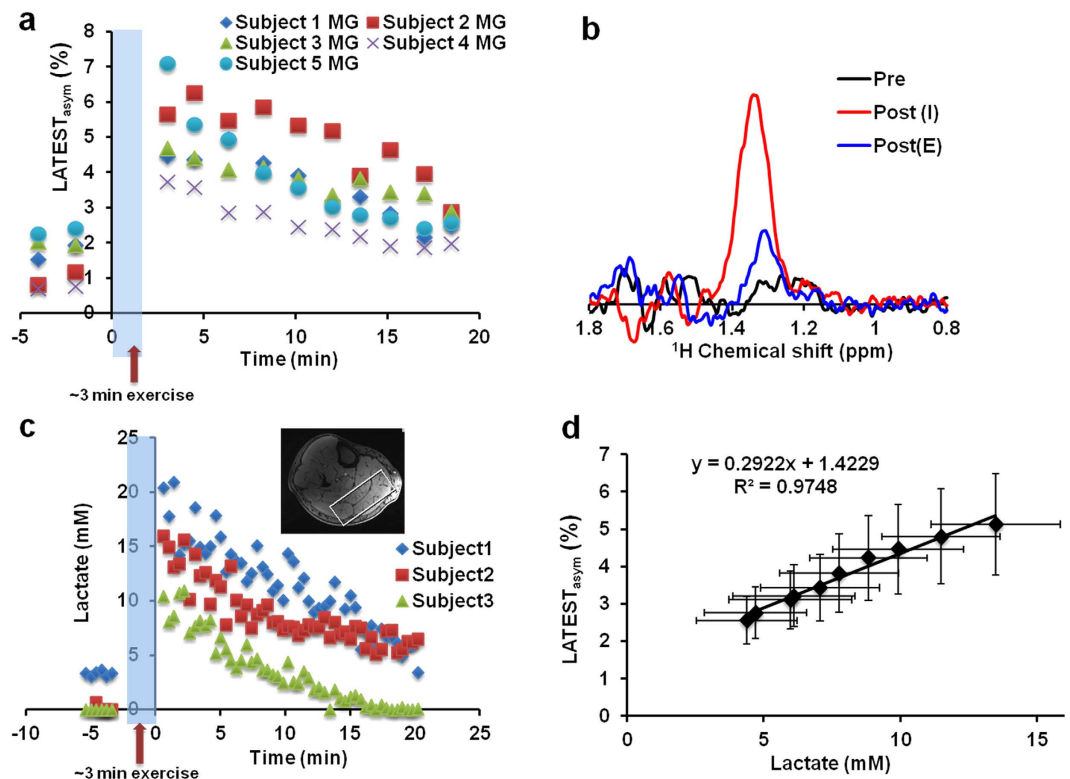 a
Subject 1 MG
Subject 2 MG
Subject 3 MG
Subject 4 MG
Subject 5 MG
LATESTasym (%)
8
7
6
5
4
3
2
1
0
-5
5
10
15
20
Time (min)
~3 min exercise
b
Pre
Post (I)
Post(E)
1.8
1.6
1.4
1.2
1
0.8
1H Chemical shift (ppm)
c
25
20
15
10
5
0
Lactate (mM)
Subject1
Subject2
Subject3
-10
-5
0
5
10
15
20
25
Time (min)
~3 min exercise
d
y = 0.2922x + 1.4229
R² = 0.9748
LATESTasym (%)
7
6
5
4
3
2
1
0
0
5
10
15
Lactate (mM)